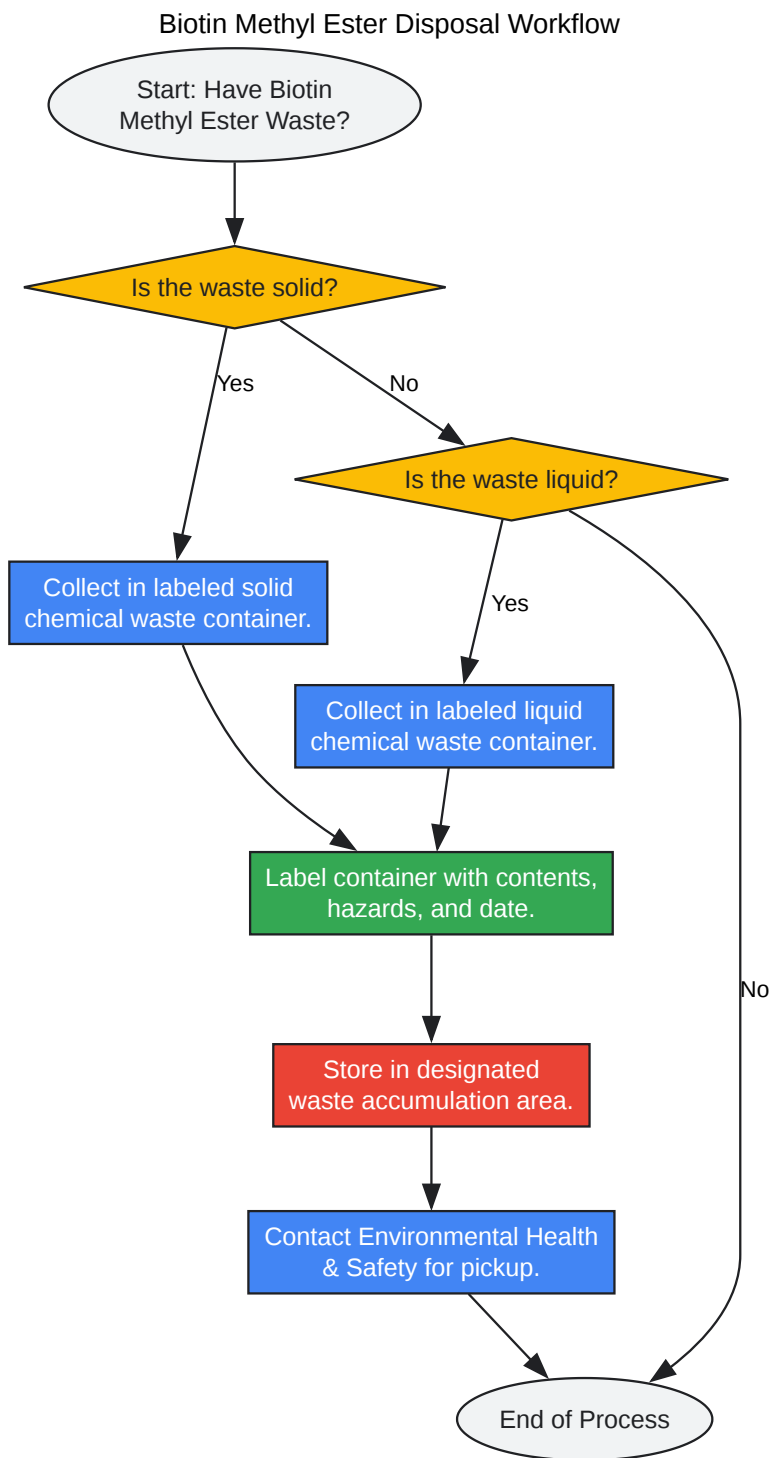 Biotin Methyl Ester Disposal Workflow
Start: Have Biotin
Methyl Ester Waste?
Is the waste solid?
Yes
No
Is the waste liquid?
Collect in labeled solid
chemical waste container.
Yes
Collect in labeled liquid
chemical waste container.
Label container with contents,
hazards, and date.
No
Store in designated
waste accumulation area.
Contact Environmental Health
& Safety for pickup.
End of Process